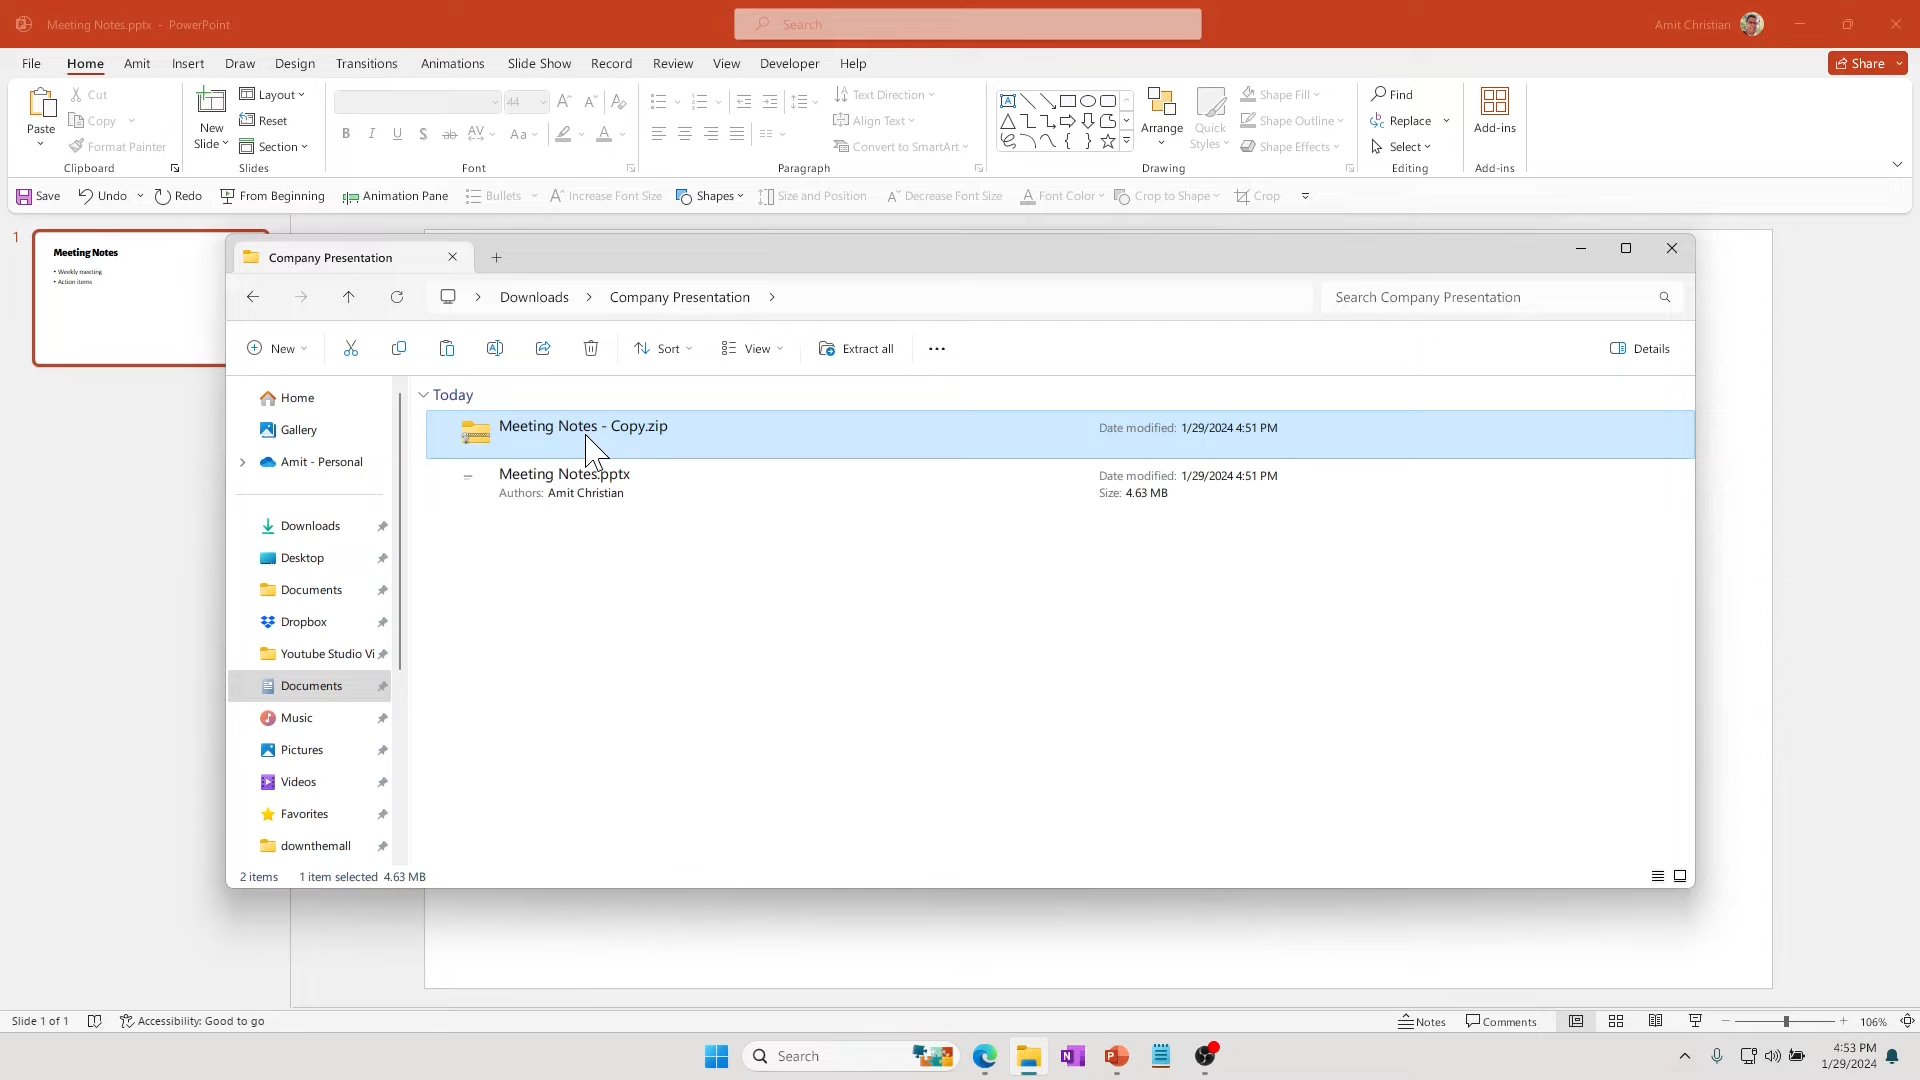 Meeting Notes.pptx - PowerPoint
Search
Amit Christian
File Home Amit Insert Draw Design Transitions Animations Slide Show Record Review View Developer Help
Share
Paste
Cut
Copy
Format Painter
Clipboard
New Slide
Layout
Reset
Section
Slides
44
Font
Text Direction
Align Text
Convert to SmartArt
Paragraph
Arrange
Quick Styles
Shape Fill
Shape Outline
Shape Effects
Drawing
Find
Replace
Select
Editing
Add-ins
Add-ins
Save Undo Redo From Beginning Animation Pane Bullets Increase Font Size Shapes Size and Position Decrease Font Size Font Color Crop to Shape Crop
1
Meeting Notes
• Weekly meeting
• Action items
Company Presentation
Downloads > Company Presentation >
Search Company Presentation
New
Sort
View
Extract all
Details
Home
Gallery
Amit - Personal
Downloads
Desktop
Documents
Dropbox
Youtube Studio Vi
Documents
Music
Pictures
Videos
Favorites
downthemall
Today
Meeting Notes - Copy.zip
Date modified: 1/29/2024 4:51 PM
Meeting Notes.pptx
Date modified: 1/29/2024 4:51 PM
Authors: Amit Christian
Size: 4.63 MB
2 items 1 item selected 4.63 MB
Slide 1 of 1
Accessibility: Good to go
Notes
Comments
106%
Search
4:53 PM
1/29/2024